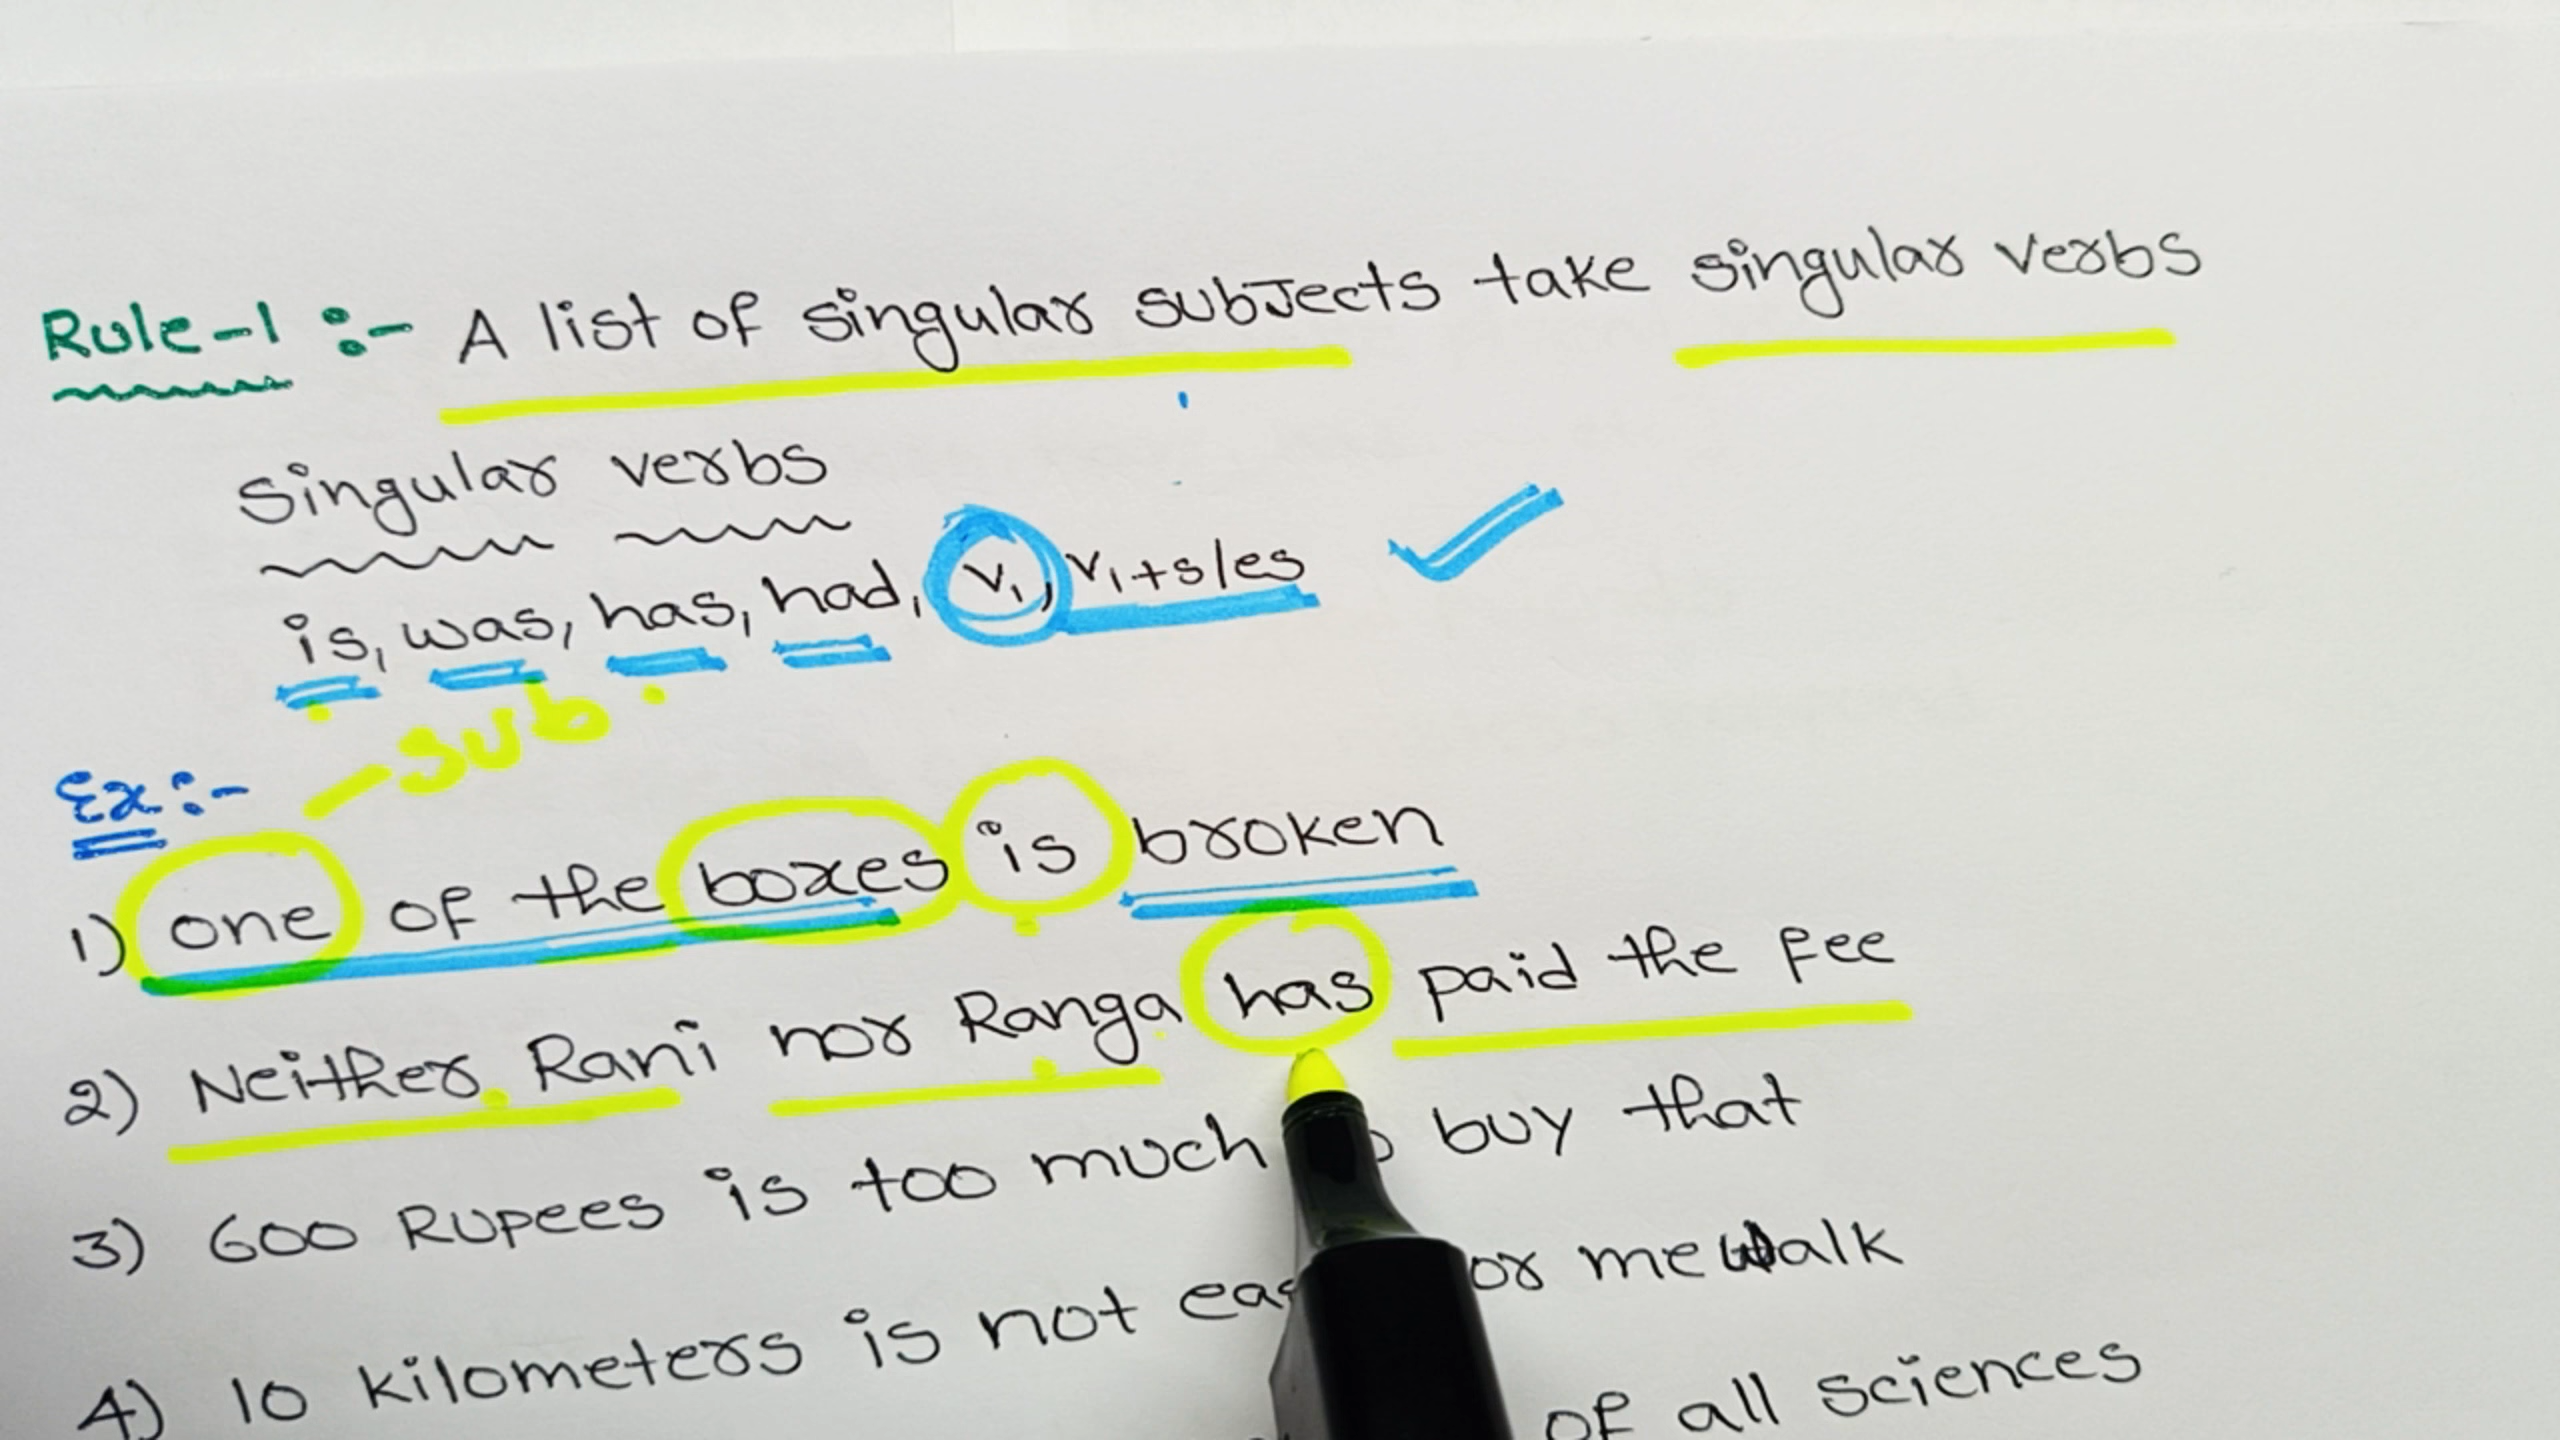 Rule-1 :- A list of singular subjects take singular verbs
Singular verbs
is, was, has, had, V1, V1+s/es
sub
Ex:-
1) one of the boxes is broken
2) Neither Rani nor Ranga has paid the fee
3) 600 Rupees is too much buy that
4) 10 kilometers is not me walk
of all sciences